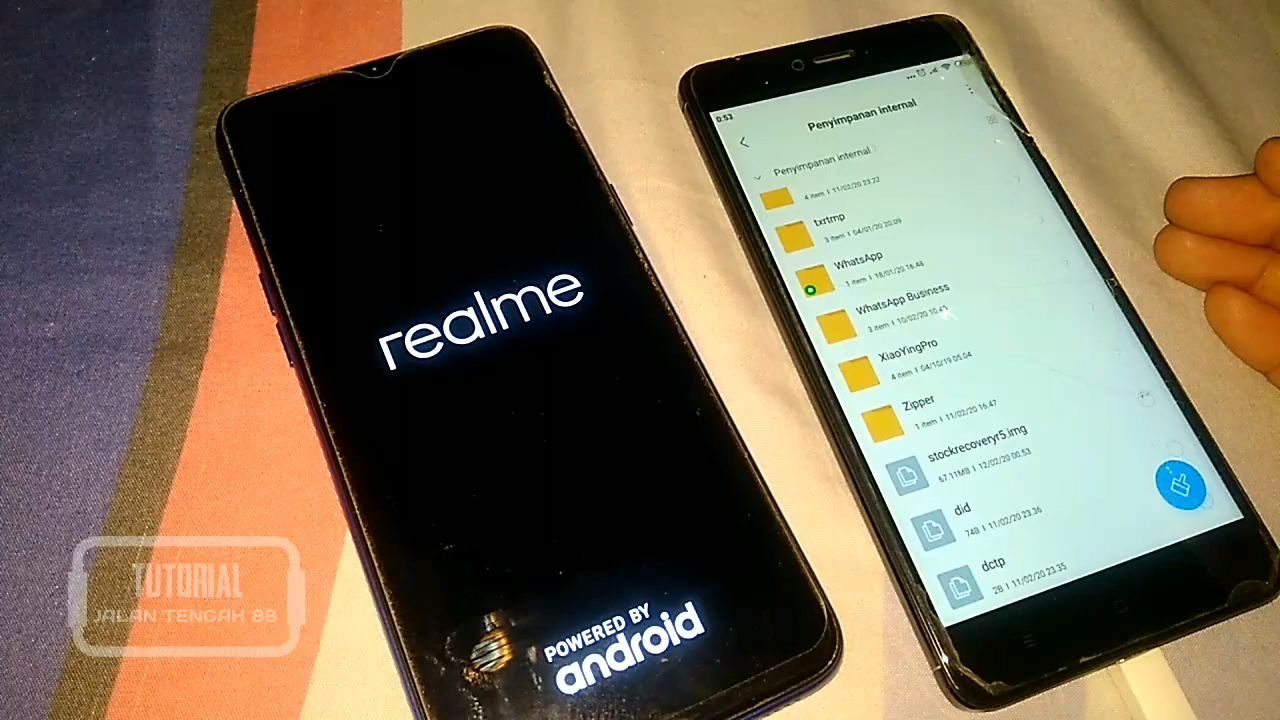 realme
POWERED BY
android
TUTORIAL
JALAN TENGAH 88
0:53
Penyimpanan internal
Penyimpanan internal
4 item | 11/02/20 23.22
txrtmp
3 item | 04/01/20 20.09
WhatsApp
1 item | 18/01/20 16.48
WhatsApp Business
3 item | 10/02/20 10.43
XiaoYingPro
4 item | 04/10/19 05.04
Zipper
1 item | 11/02/20 16.47
stockrecoveryr5.img
67.11MB | 12/02/20 00.53
did
74B | 11/02/20 23.36
dctp
2B | 11/02/20 23.35